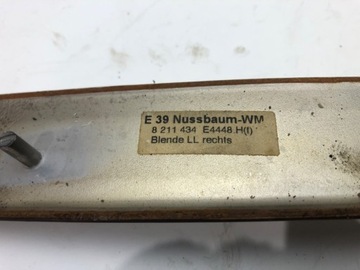 E 39 Nussbaum-WM
8 211 434 E4448.H(f)
Blende LL rechts